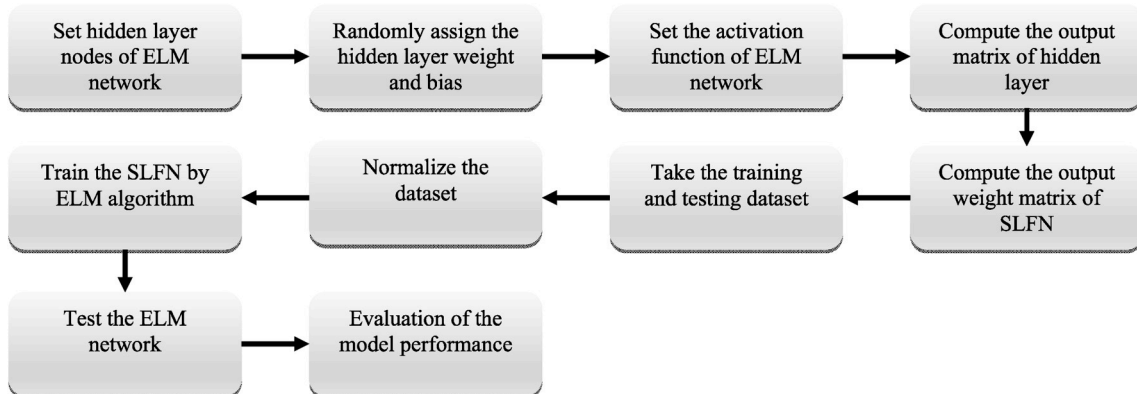 Set hidden layer
nodes of ELM
network
Randomly assign the
hidden layer weight
and bias
Set the activation
function of ELM
network
Compute the output
matrix of hidden
layer
Compute the output
weight matrix of
SLFN
Take the training
and testing dataset
Normalize the
dataset
Train the SLFN by
ELM algorithm
Test the ELM
network
Evaluation of the
model performance